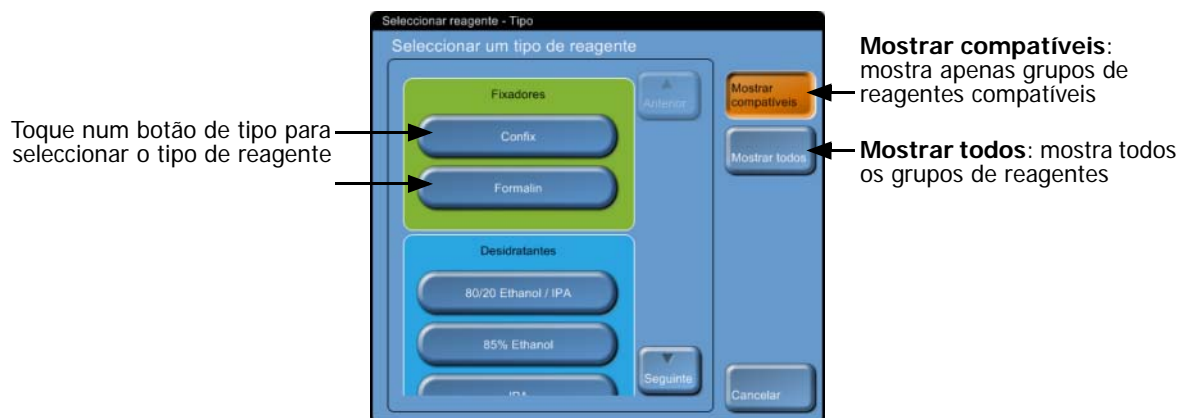 Seleccionar reagente - Tipo
Seleccionar um tipo de reagente
Toque num botão de tipo para
seleccionar o tipo de reagente
Fixadores
Confix
Formalin
Desidratantes
80/20 Ethanol / IPA
85% Ethanol
IPA
Anterior
Seguinte
Mostrar
compatíveis
Mostrar todos
Cancelar
Mostrar compatíveis:
mostra apenas grupos de
reagentes compatíveis
Mostrar todos: mostra todos
os grupos de reagentes